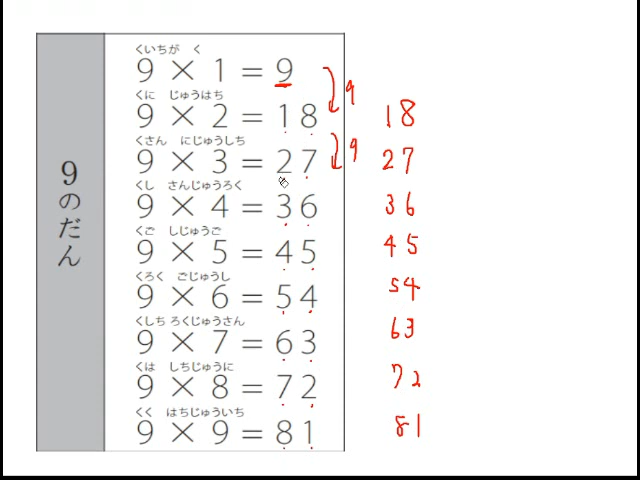 9のだん
くいちが く
9 × 1 = 9
くに じゅうはち
9 × 2 = 18
くさん にじゅうしち
9 × 3 = 27
くし さんじゅうろく
9 × 4 = 36
くご しじゅうご
9 × 5 = 45
くろく ごじゅうし
9 × 6 = 54
くしち ろくじゅうさん
9 × 7 = 63
くは しちじゅうに
9 × 8 = 72
くく はちじゅういち
9 × 9 = 81
9
9
18
27
36
45
54
63
72
81